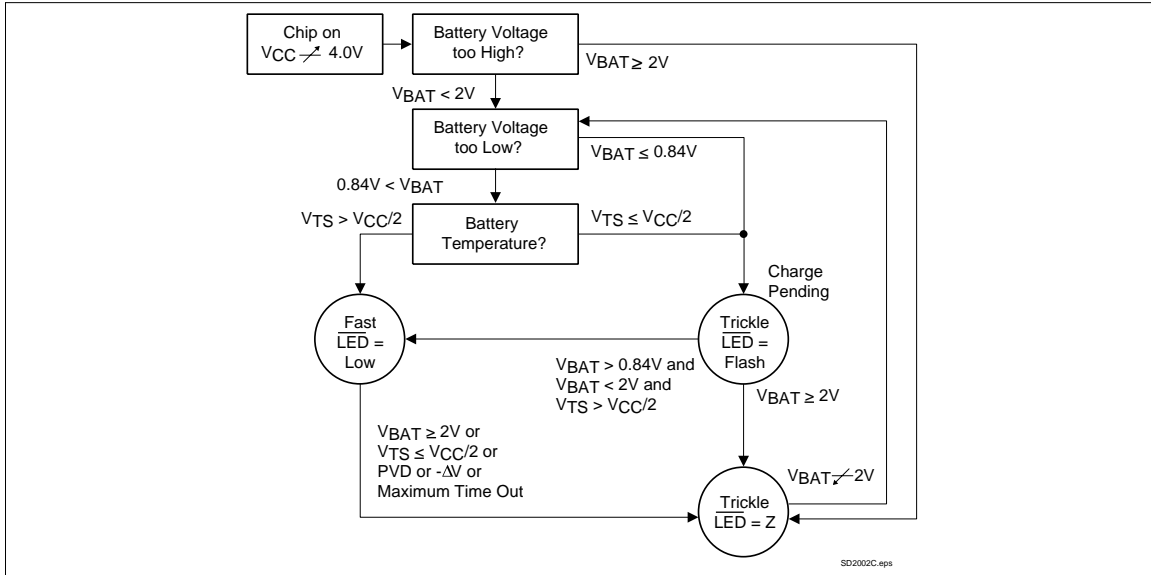 Chip on
VCC 4.0V
Battery Voltage
too High?
VBAT ≥ 2V
VBAT < 2V
Battery Voltage
too Low?
VBAT ≤ 0.84V
0.84V < VBAT
VTS > VCC/2
Battery
Temperature?
VTS ≤ VCC/2
Charge
Pending
Fast
LED =
Low
Trickle
LED =
Flash
VBAT > 0.84V and
VBAT < 2V and
VTS > VCC/2
VBAT ≥ 2V
VBAT ≥ 2V or
VTS ≤ VCC/2 or
PVD or -ΔV or
Maximum Time Out
VBAT 2V
Trickle
LED = Z
SD2002C.eps